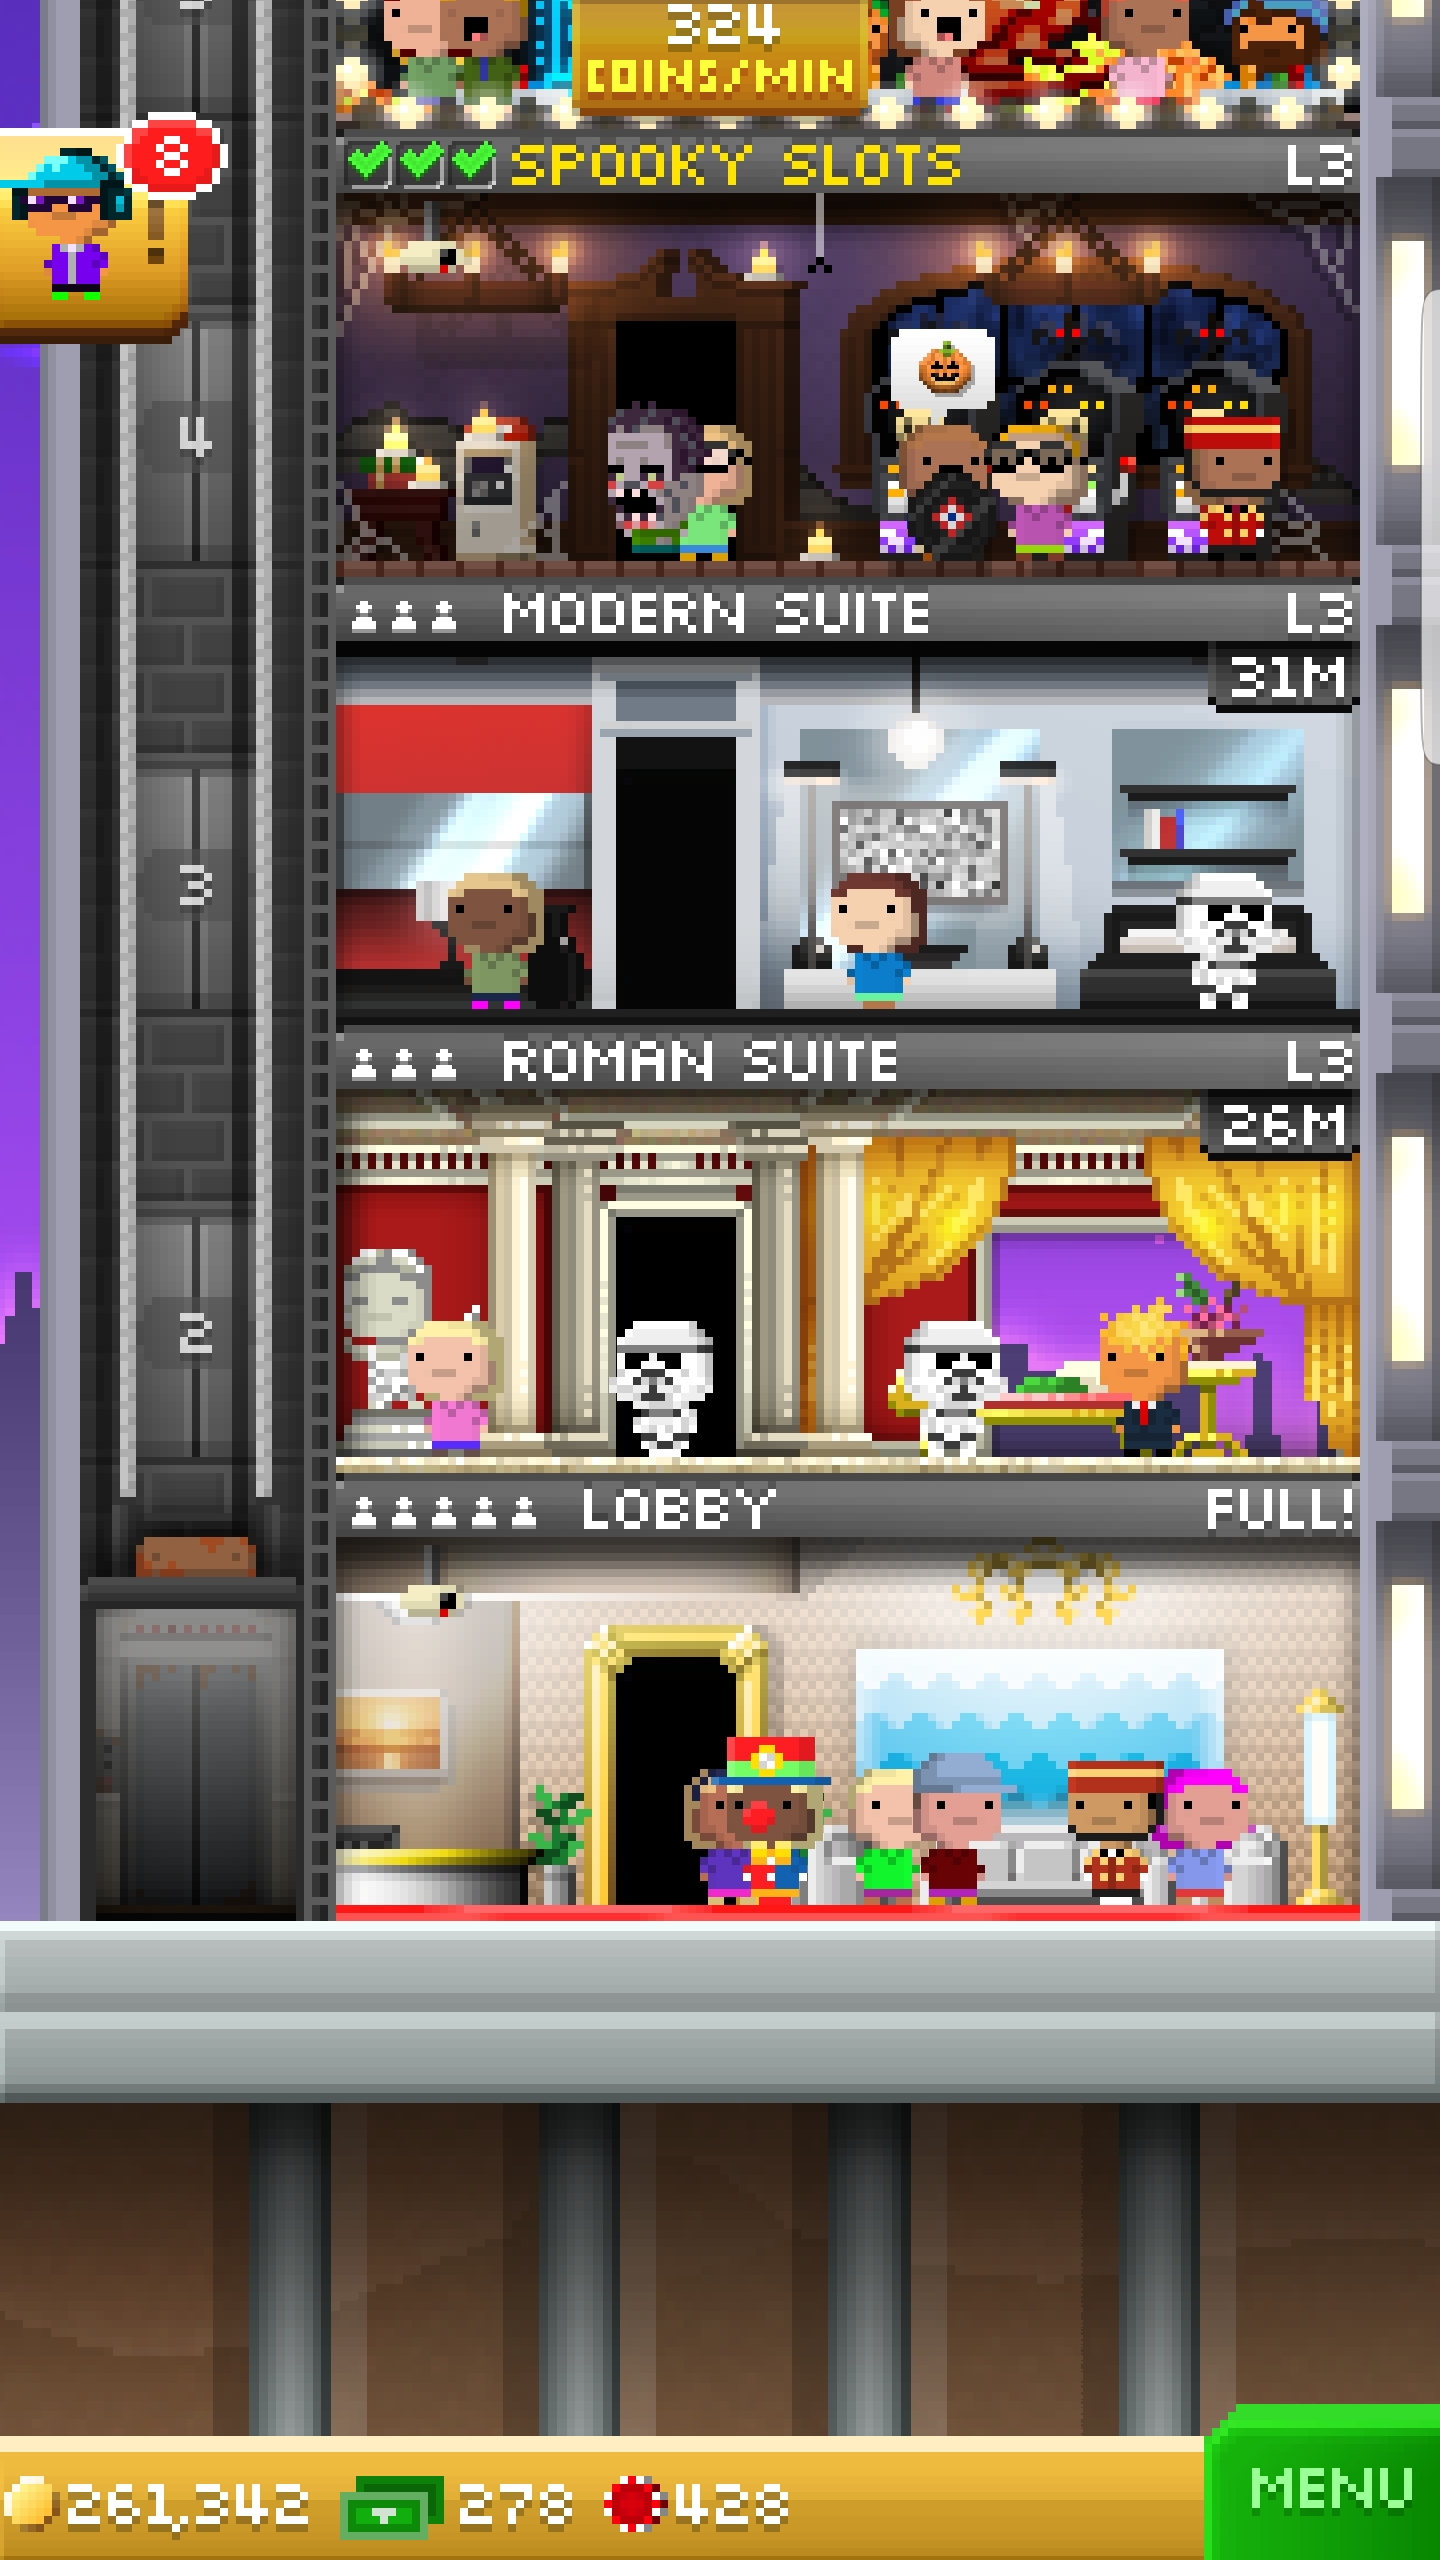 324
COINS/MIN
8
SPOOKY SLOTS L3
4
MODERN SUITE L3
31M
3
ROMAN SUITE L3
26M
2
LOBBY FULL!
261,342 278 428
MENU